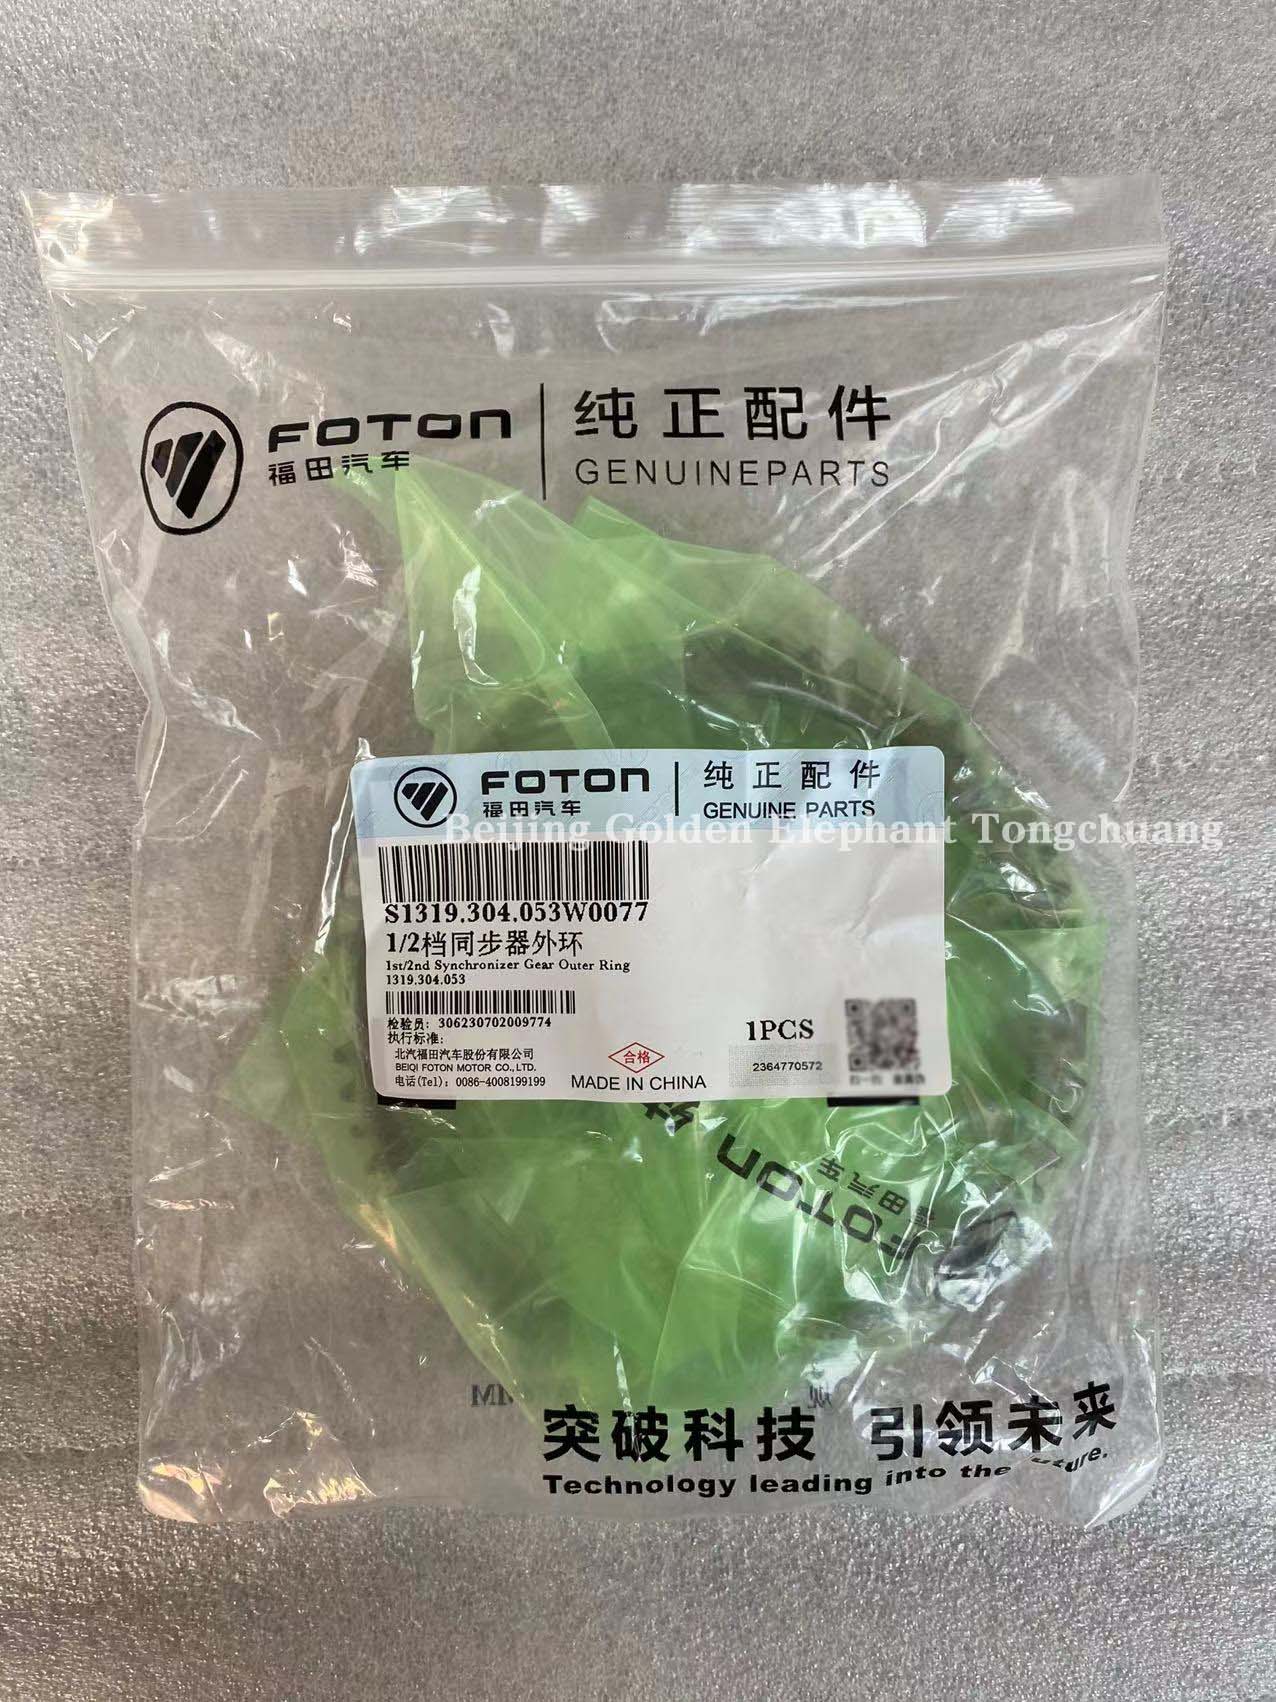 FOTON
福田汽车
纯正配件
GENUINEPARTS
FOTON
福田汽车
纯正配件
GENUINE PARTS
Beijing Golden Elephant Tongchuang
S1319.304.053W0077
1/2档同步器外环
1st/2nd Synchronizer Gear Outer Ring
1319.304.053
检验员: 306230702009774
执行标准:
北汽福田汽车股份有限公司
BEIQI FOTON MOTOR CO.,LTD.
电话(Tel): 0086-4008199199
合格
MADE IN CHINA
1PCS
2364770572
FOTON
福田汽车
突破科技 引领未来
Technology leading into the future.